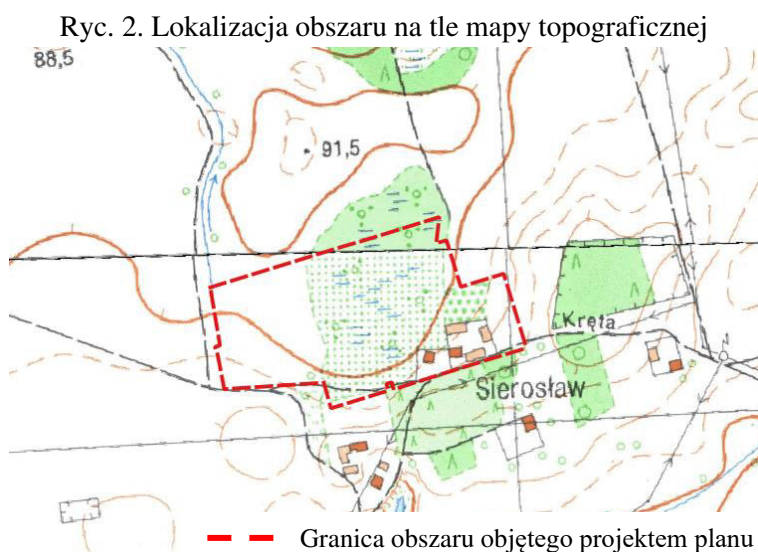 Ryc. 2. Lokalizacja obszaru na tle mapy topograficznej
88,5
91,5
Kręta
Sierosław
Granica obszaru objętego projektem planu